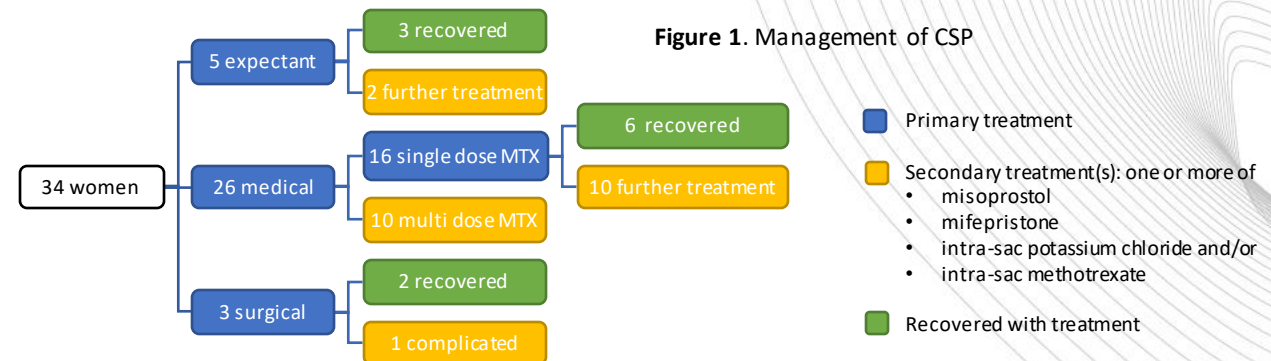 Figure 1. Management of CSP
34 women
5 expectant
3 recovered
2 further treatment
26 medical
16 single dose MTX
6 recovered
10 further treatment
10 multi dose MTX
3 surgical
2 recovered
1 complicated
Primary treatment
Secondary treatment(s): one or more of
• misoprostol
• mifepristone
• intra-sac potassium chloride and/or
• intra-sac methotrexate
Recovered with treatment